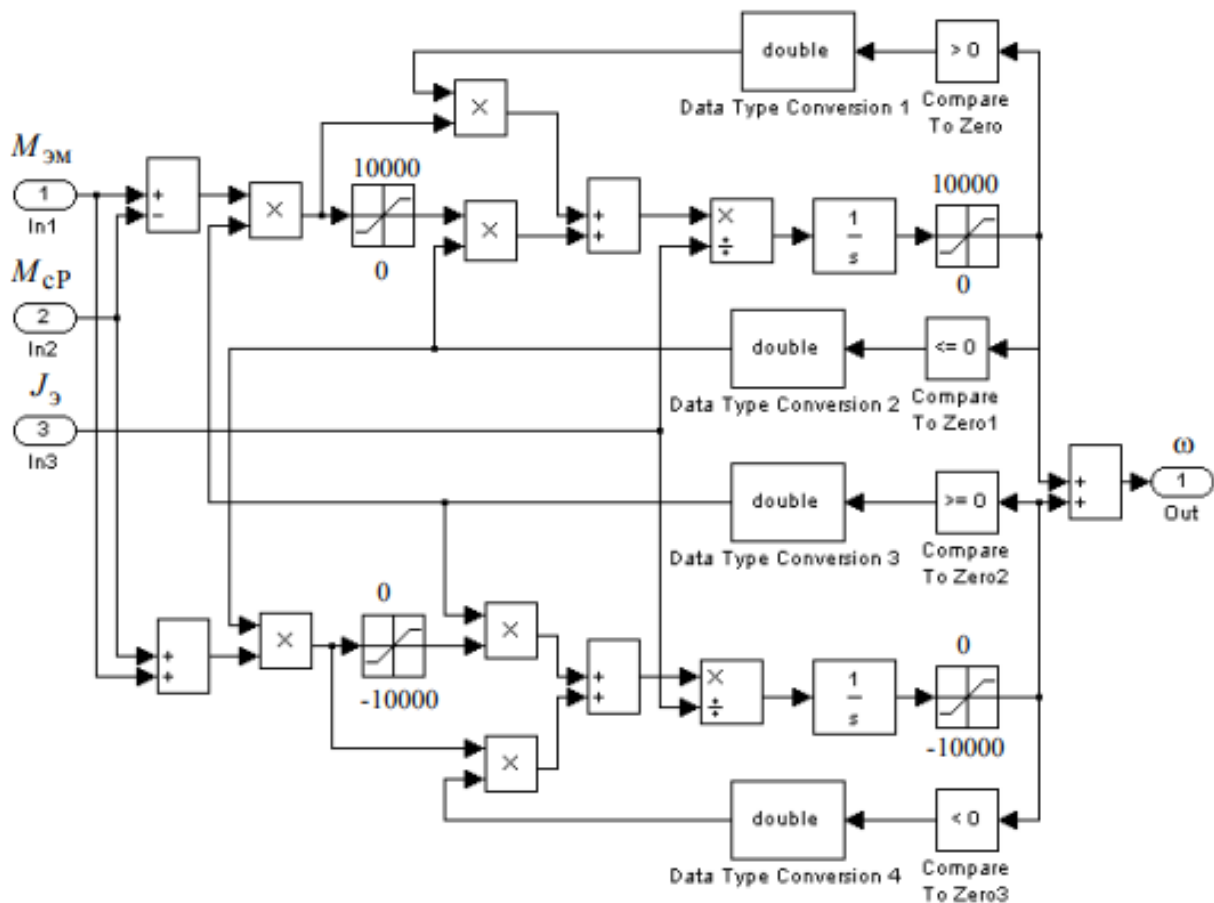 double
> 0
Data Type Conversion 1
Compare
To Zero
×
Mэм
1
In1
+
−
×
10000
0
×
+
+
×
÷
1
s
10000
0
MсР
2
In2
double
<= 0
Data Type Conversion 2
Compare
To Zero1
Jэ
3
In3
ω
1
Out
+
+
double
>= 0
Data Type Conversion 3
Compare
To Zero2
+
+
×
0
-10000
×
×
+
+
×
÷
1
s
0
-10000
double
< 0
Data Type Conversion 4
Compare
To Zero3